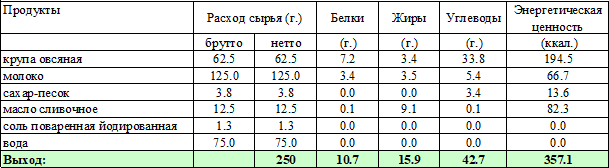 Продукты Расход сырья (г.) Белки Жиры Углеводы Энергетическая ценность
брутто нетто (г.) (г.) (г.) (ккал.)
крупа овсяная 62.5 62.5 7.2 3.4 33.8 194.5
молоко 125.0 125.0 3.4 3.5 5.4 66.7
сахар-песок 3.8 3.8 0.0 0.0 3.4 13.6
масло сливочное 12.5 12.5 0.1 9.1 0.1 82.3
соль поваренная йодированная 1.3 1.3 0.0 0.0 0.0 0.0
вода 75.0 75.0 0.0 0.0 0.0 0.0
Выход: 250 10.7 15.9 42.7 357.1